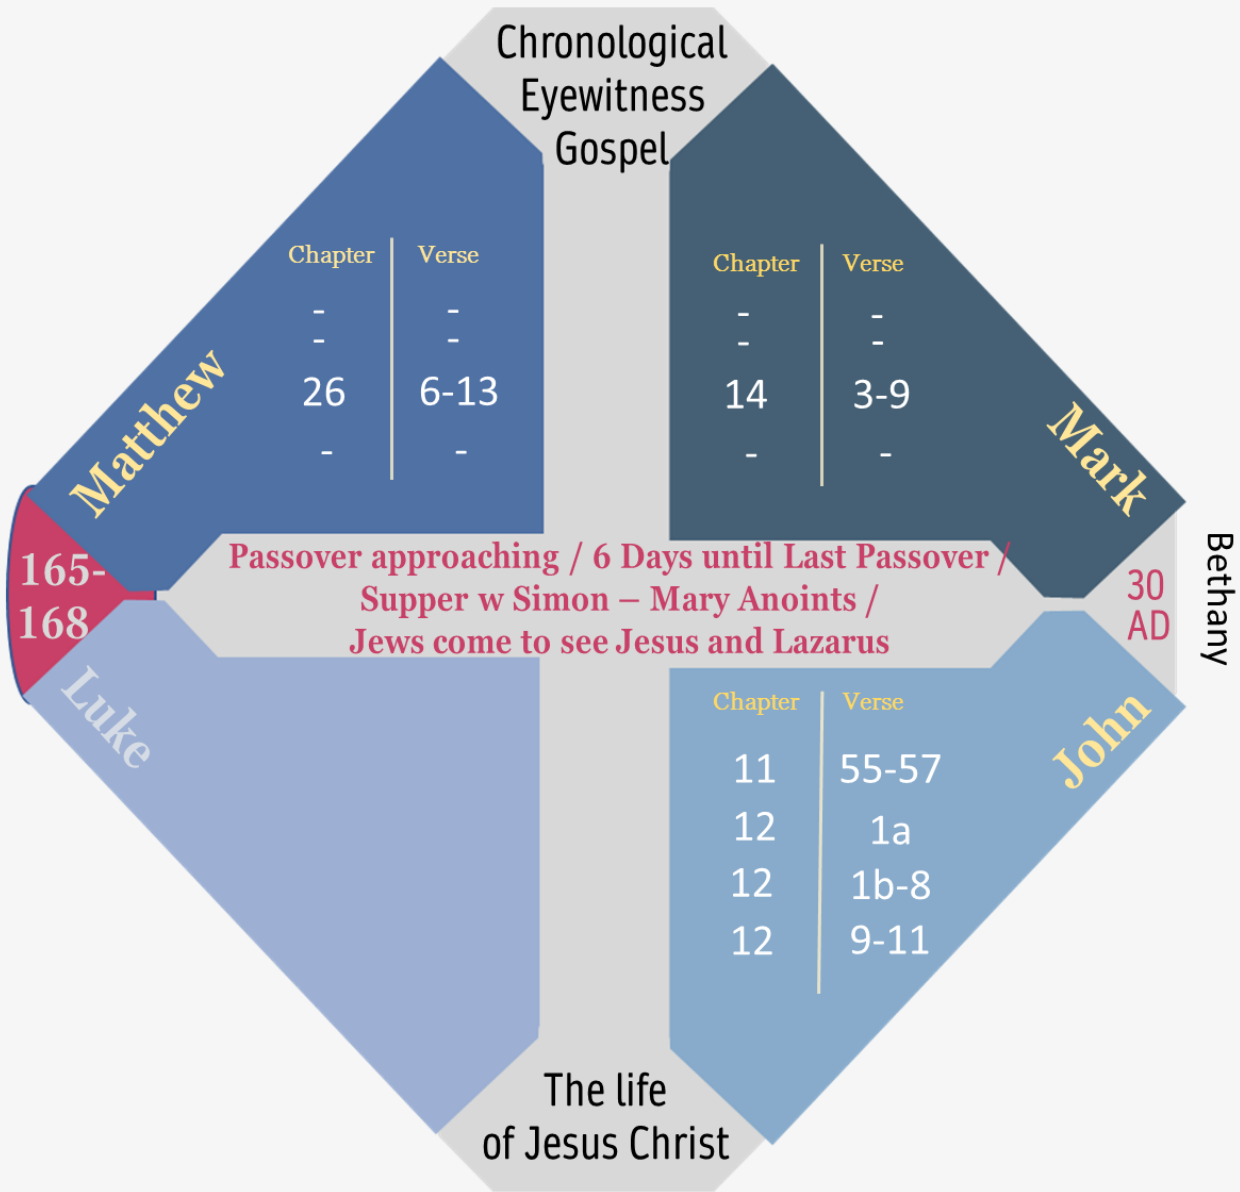 Chronological
Eyewitness
Gospel
Matthew
Chapter Verse
- -
- -
26 6-13
- -
Mark
Chapter Verse
- -
- -
14 3-9
- -
165-
168
Passover approaching / 6 Days until Last Passover /
Supper w Simon – Mary Anoints /
Jews come to see Jesus and Lazarus
30
AD
Bethany
Luke
John
Chapter Verse
11 55-57
12 1a
12 1b-8
12 9-11
The life
of Jesus Christ